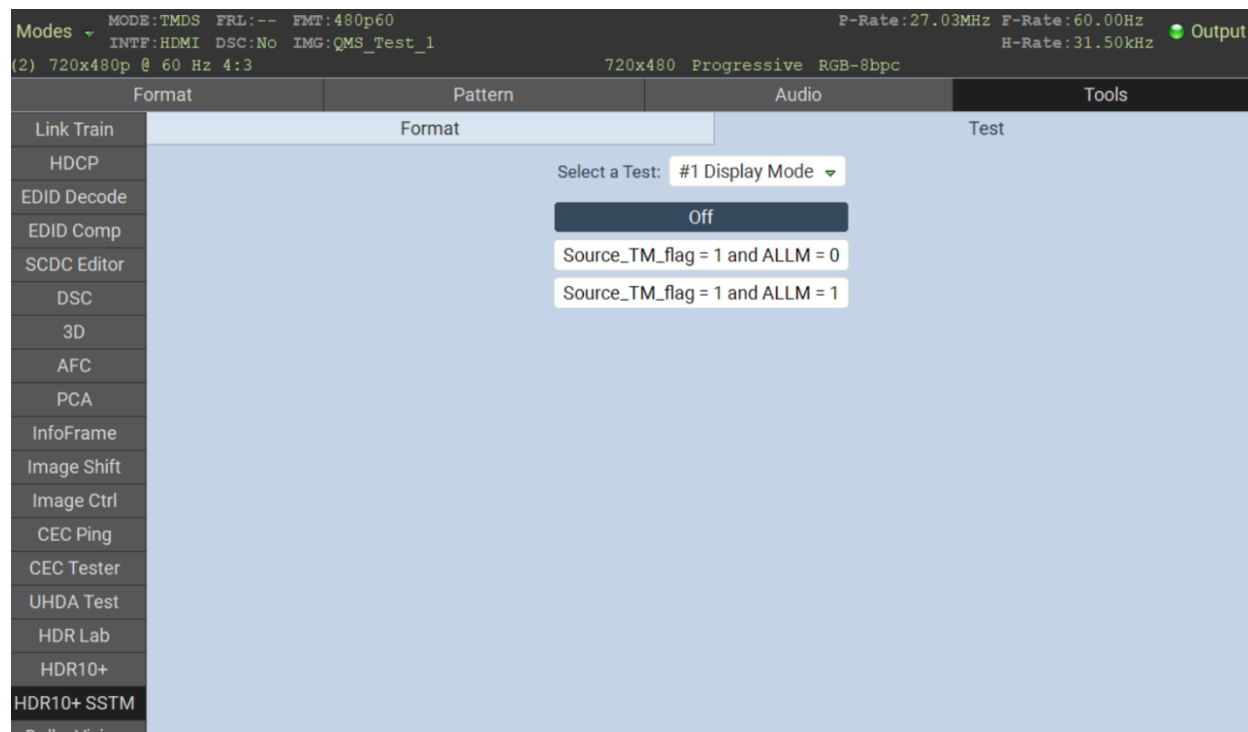 Modes MODE:TMDS FRL:-- FMT:480p60 P-Rate:27.03MHz F-Rate:60.00Hz Output
INTF:HDMI DSC:No IMG:QMS_Test_1 H-Rate:31.50kHz
(2) 720x480p @ 60 Hz 4:3 720x480 Progressive RGB-8bpc
Format Pattern Audio Tools
Link Train
HDCP
EDID Decode
EDID Comp
SCDC Editor
DSC
3D
AFC
PCA
InfoFrame
Image Shift
Image Ctrl
CEC Ping
CEC Tester
UHDA Test
HDR Lab
HDR10+
HDR10+ SSTM
Format Test
Select a Test: #1 Display Mode
Off
Source_TM_flag = 1 and ALLM = 0
Source_TM_flag = 1 and ALLM = 1